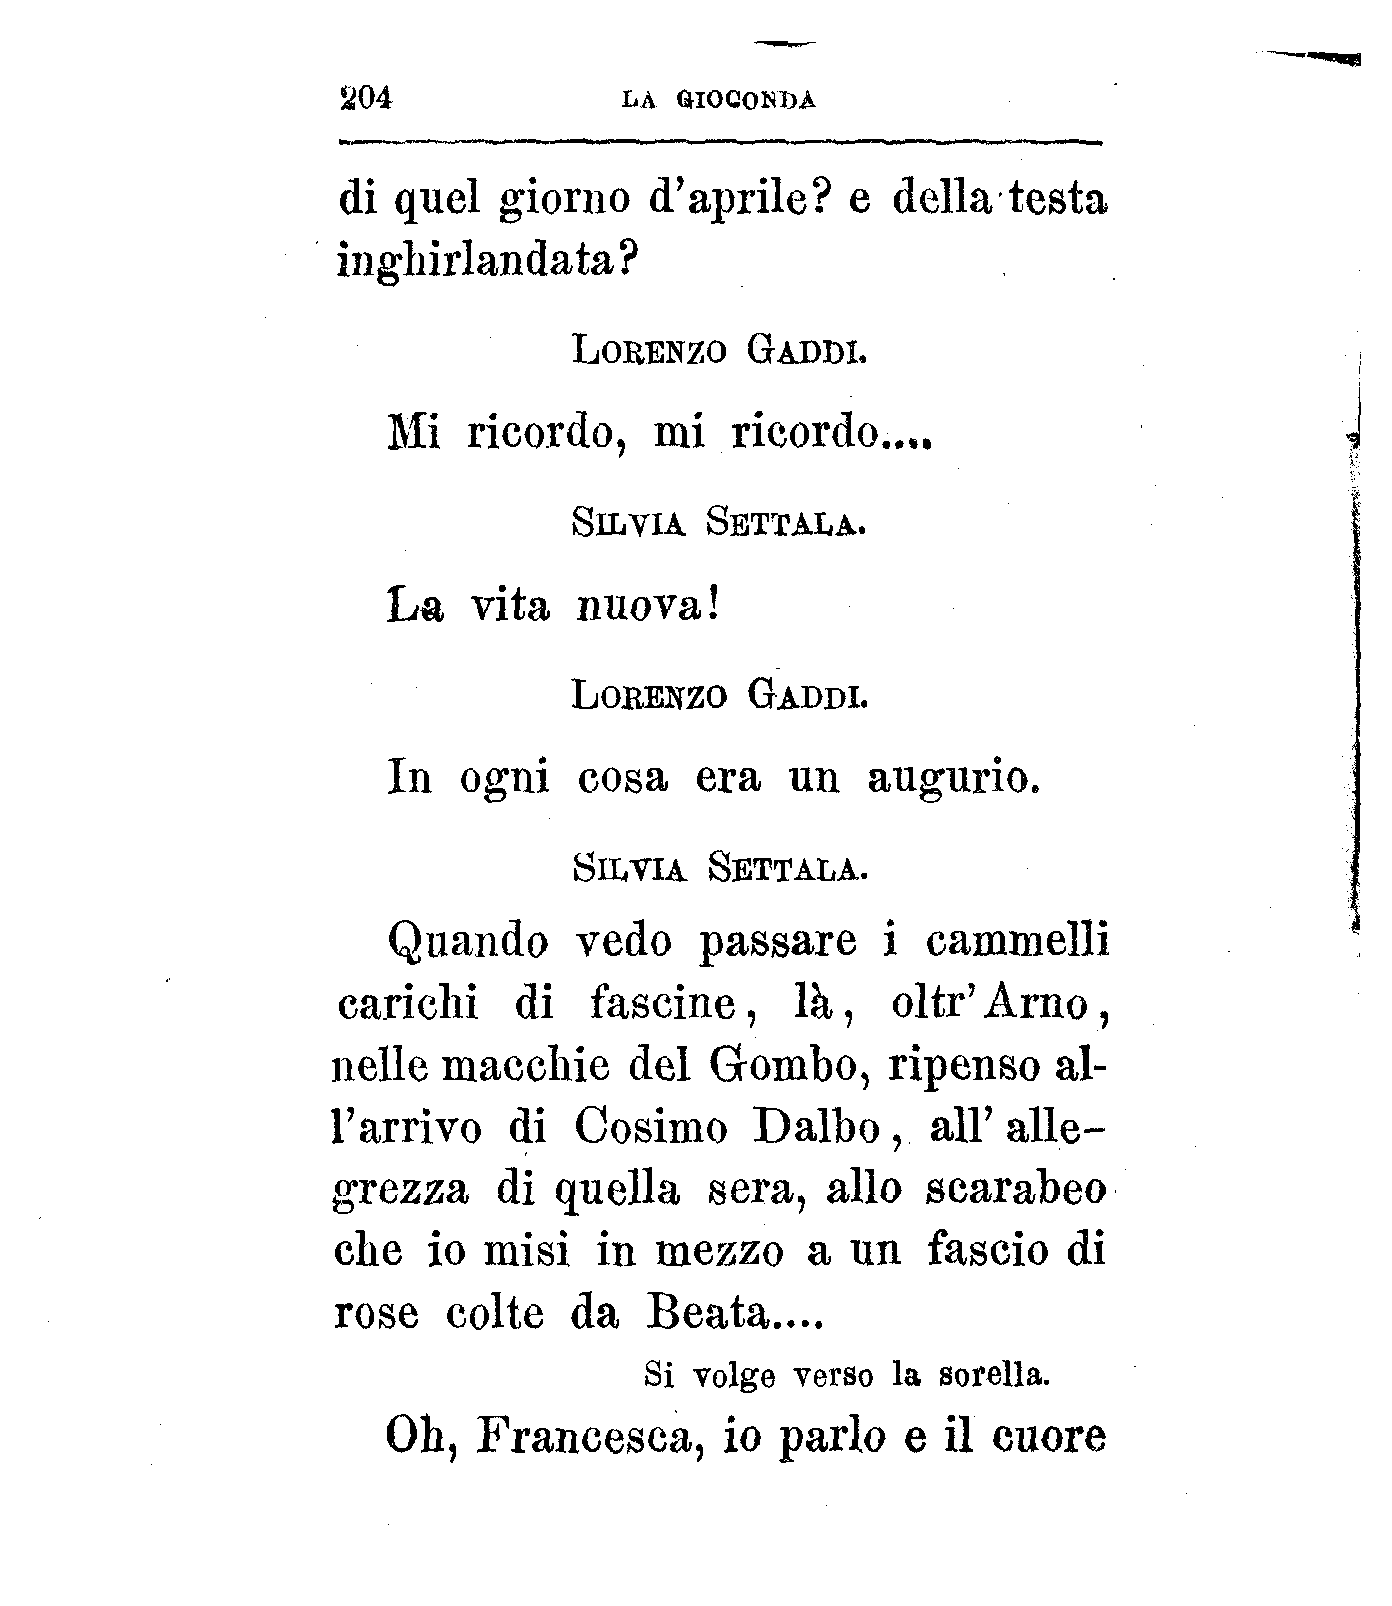 204 LA GIOCONDA
di quel giorno d'aprile? e della testa
inghirlandata?
LORENZO GADDI.
Mi ricordo, mi ricordo....
SILVIA SETTALA.
La vita nuova!
LORENZO GADDI.
In ogni cosa era un augurio.
SILVIA SETTALA.
Quando vedo passare i cammelli
carichi di fascine, là, oltr' Arno,
nelle macchie del Gombo, ripenso al-
l'arrivo di Cosimo Dalbo, all' alle-
grezza di quella sera, allo scarabeo
che io misi in mezzo a un fascio di
rose colte da Beata....
Si volge verso la sorella.
Oh, Francesca, io parlo e il cuore